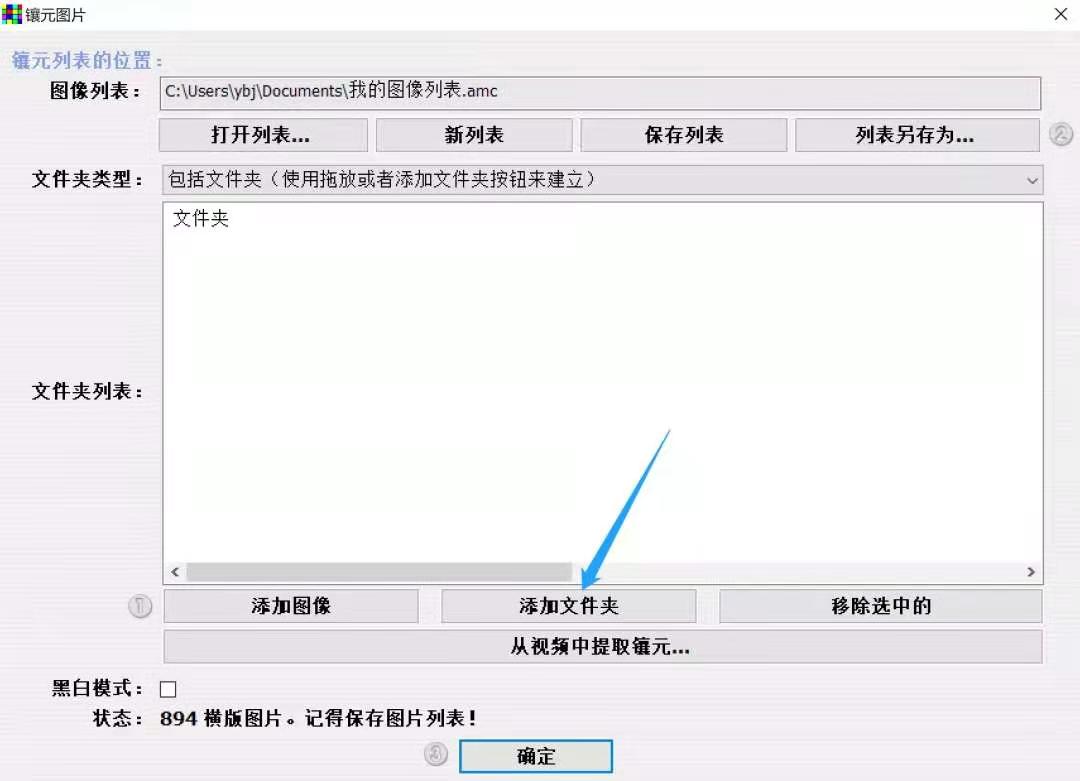 镶元图片
镶元列表的位置：
图像列表： C:\Users\ybj\Documents\我的图像列表.amc
打开列表... 新列表 保存列表 列表另存为... ②
文件夹类型： 包括文件夹（使用拖放或者添加文件夹按钮来建立）
文件夹
文件夹列表：
① 添加图像 添加文件夹 移除选中的
从视频中提取镶元...
黑白模式：
状态： 894 横版图片。记得保存图片列表！
③ 确定